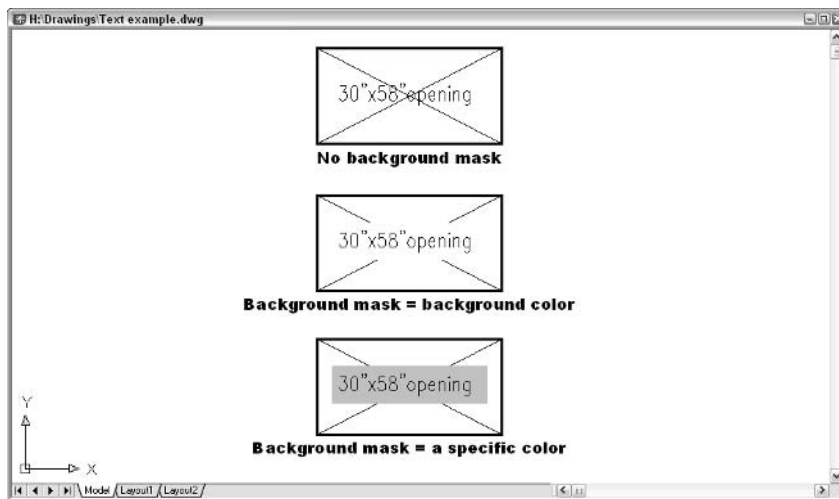 H:\Drawings\Text example.dwg
30"x58"opening
No background mask
30"x58"opening
Background mask = background color
30"x58"opening
Background mask = a specific color
Y
X
Model Layout1 Layout2